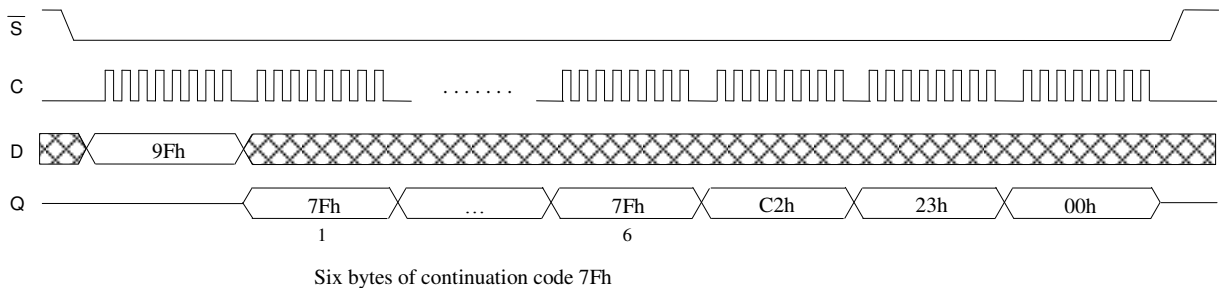 S
C
.......
D 9Fh
Q 7Fh ... 7Fh C2h 23h 00h
1 6
Six bytes of continuation code 7Fh